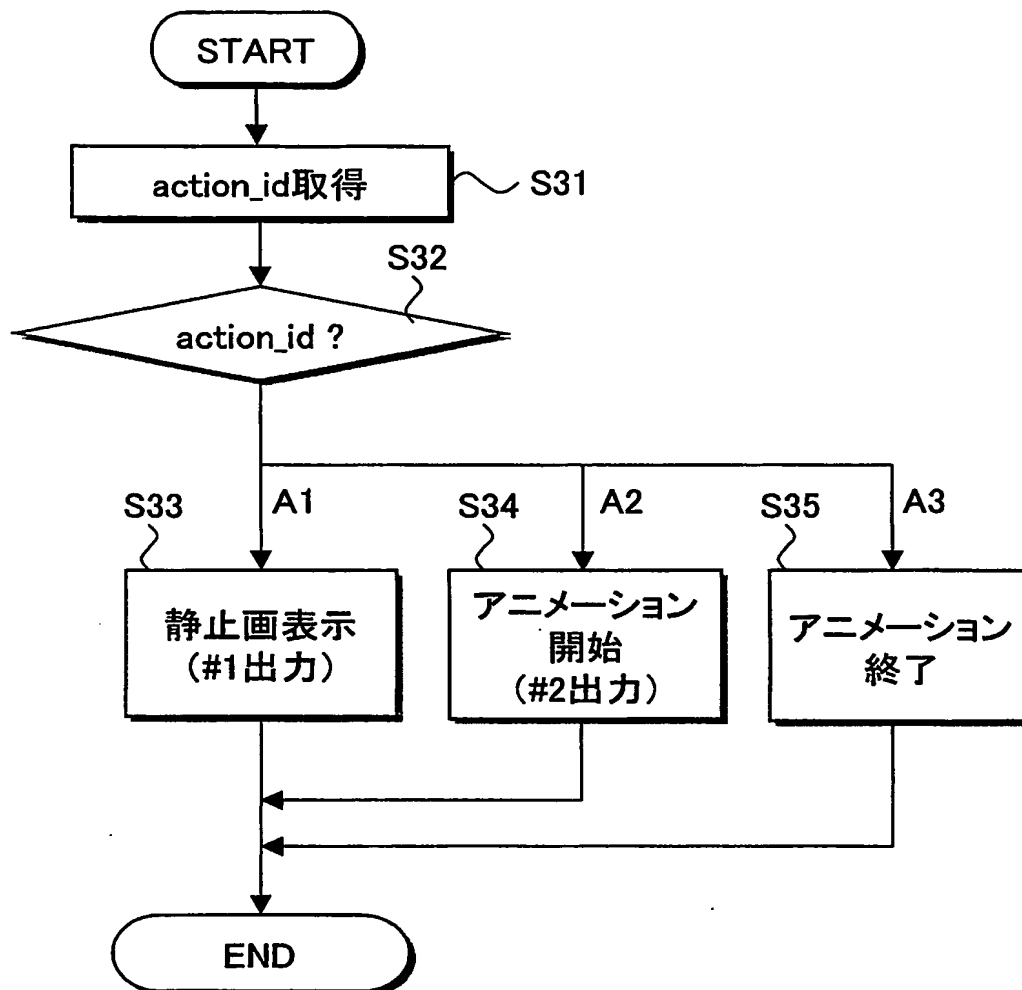 START
action_id取得
S31
S32
action_id ?
S33
A1
S34
A2
S35
A3
静止画表示
(#1出力)
アニメーション
開始
(#2出力)
アニメーション
終了
END